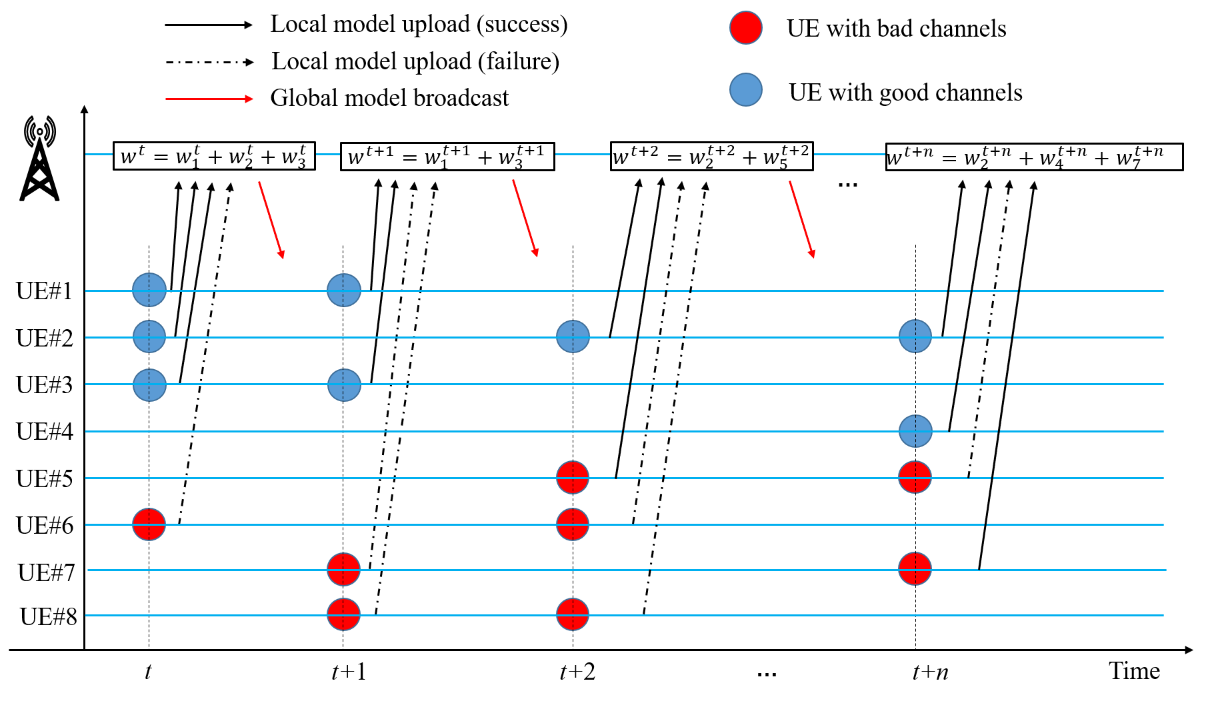 Local model upload (success)
UE with bad channels
Local model upload (failure)
UE with good channels
Global model broadcast
w^t = w_1^t + w_2^t + w_3^t
w^{t+1} = w_1^{t+1} + w_3^{t+1}
w^{t+2} = w_2^{t+2} + w_5^{t+2}
...
w^{t+n} = w_2^{t+n} + w_4^{t+n} + w_7^{t+n}
UE#1
UE#2
UE#3
UE#4
UE#5
UE#6
UE#7
UE#8
t
t+1
t+2
...
t+n
Time